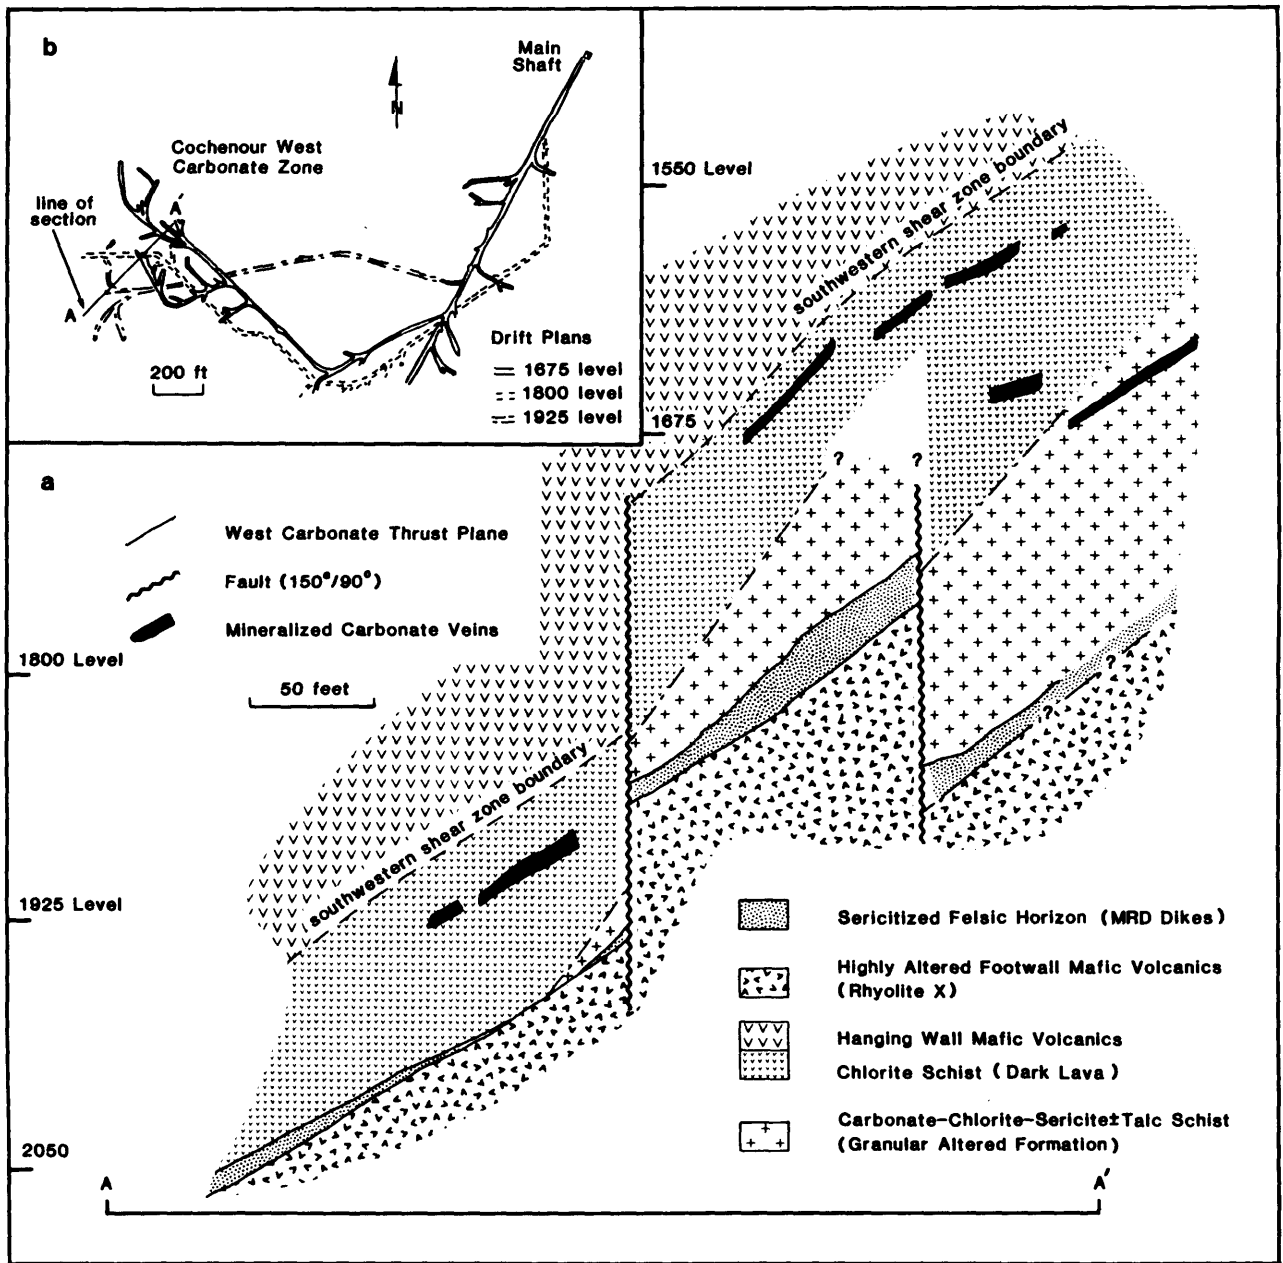 b
Main
Shaft
N
Cochenour West
Carbonate Zone
line of
section
A'
A
200 ft
Drift Plans
1675 level
1800 level
1925 level
1550 Level
southwestern shear zone boundary
1675
a
? ?
West Carbonate Thrust Plane
Fault (150°/90°)
Mineralized Carbonate Veins
1800 Level
50 feet
?
?
southwestern shear zone boundary
1925 Level
Sericitized Felsic Horizon (MRD Dikes)
Highly Altered Footwall Mafic Volcanics
(Rhyolite X)
Hanging Wall Mafic Volcanics
Chlorite Schist (Dark Lava)
Carbonate-Chlorite-Sericite±Talc Schist
(Granular Altered Formation)
2050
A A'